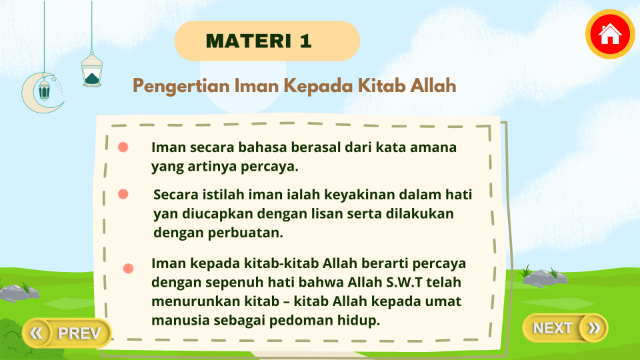 MATERI 1
Pengertian Iman Kepada Kitab Allah
Iman secara bahasa berasal dari kata amana
yang artinya percaya.
Secara istilah iman ialah keyakinan dalam hati
yan diucapkan dengan lisan serta dilakukan
dengan perbuatan.
Iman kepada kitab-kitab Allah berarti percaya
dengan sepenuh hati bahwa Allah S.W.T telah
menurunkan kitab – kitab Allah kepada umat
manusia sebagai pedoman hidup.
PREV
NEXT